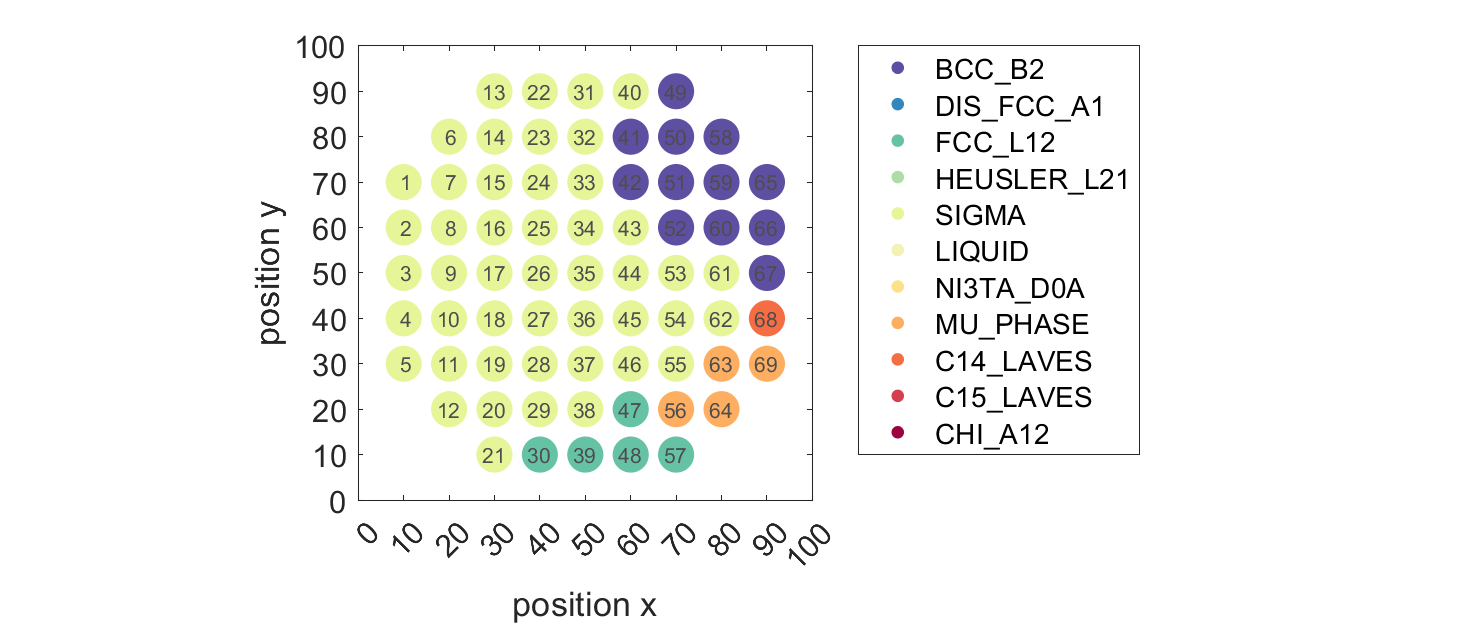 100
90
80
70
60
50
40
30
20
10
0
position y
13 22 31 40 49
6 14 23 32 41 50 58
1 7 15 24 33 42 51 59 65
2 8 16 25 34 43 52 60 66
3 9 17 26 35 44 53 61 67
4 10 18 27 36 45 54 62 68
5 11 19 28 37 46 55 63 69
12 20 29 38 47 56 64
21 30 39 48 57
0 10 20 30 40 50 60 70 80 90 100
position x
BCC_B2
DIS_FCC_A1
FCC_L12
HEUSLER_L21
SIGMA
LIQUID
NI3TA_D0A
MU_PHASE
C14_LAVES
C15_LAVES
CHI_A12